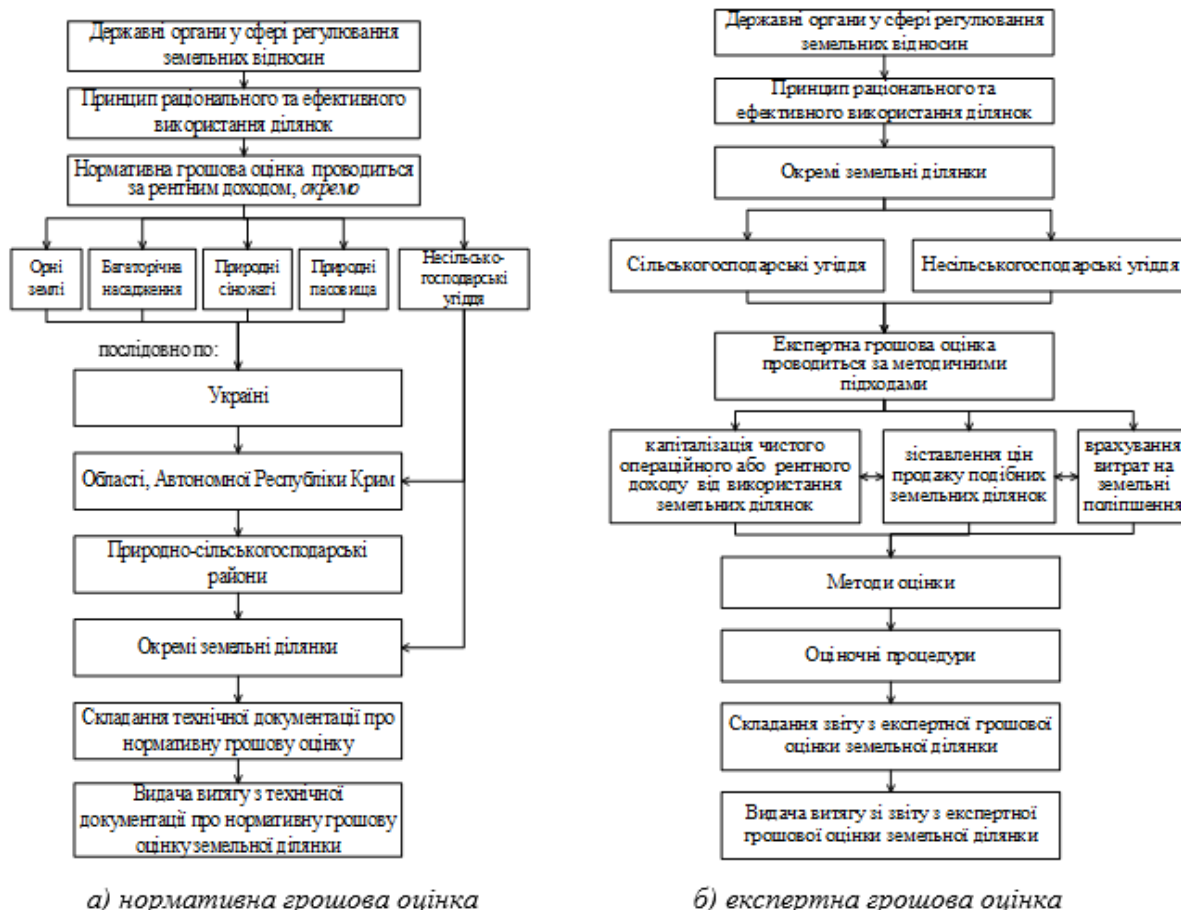 Державні органи у сфері регулювання
земельних відносин
Принцип раціонального та ефективного
використання ділянок
Нормативна грошова оцінка проводиться
за рентним доходом, окремо
Орні
землі
Багаторічна
насадження
Природні
сіножаті
Природні
пасовища
Несільсько-
господарські
угіддя
послідовно по:
Україні
Області, Автономної Республіки Крим
Природно-сільськогосподарські
райони
Окремі земельні ділянки
Складання технічної документації про
нормативну грошову оцінку
Видача витягу з технічної
документації про нормативну грошову
оцінку земельної ділянки
а) нормативна грошова оцінка
Державні органи у сфері регулювання
земельних відносин
Принцип раціонального та
ефективного використання ділянок
Окремі земельні ділянки
Сільськогосподарські угіддя
Несільськогосподарські угіддя
Експертна грошова оцінка
проводиться за методичними
підходами
капіталізація чистого
операційного або рентного
доходу від використання
земельних ділянок
зіставлення цін
продажу подібних
земельних ділянок
врахування
витрат на
земельні
поліпшення
Методи оцінки
Оціночні процедури
Складання звіту з експертної грошової
оцінки земельної ділянки
Видача витягу зі звіту з експертної
грошової оцінки земельної ділянки
б) експертна грошова оцінка